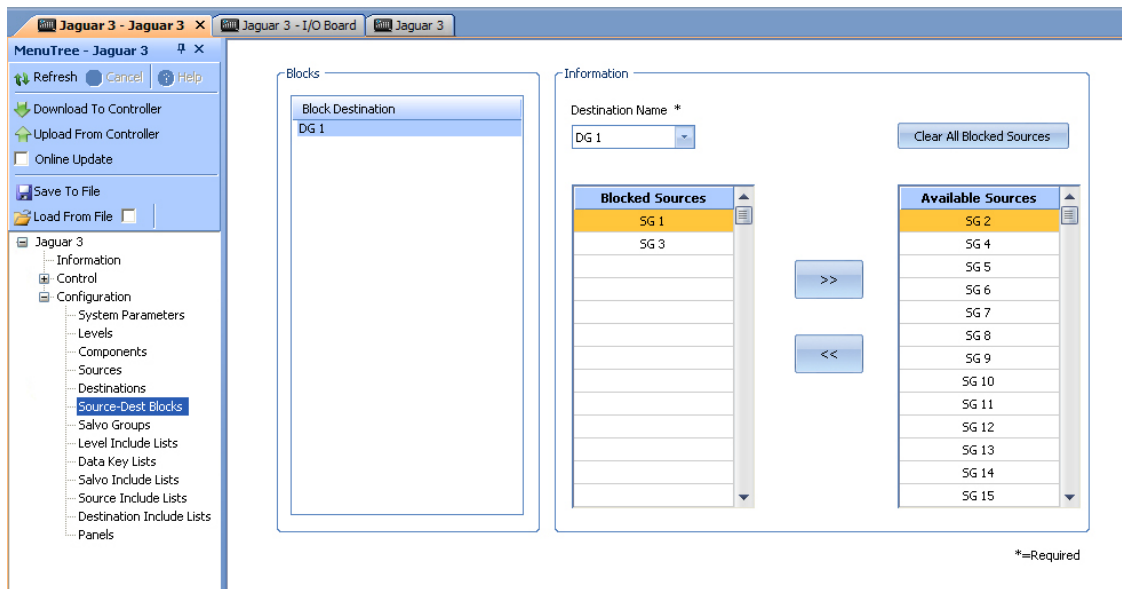 Jaguar 3 - Jaguar 3 X
Jaguar 3 - I/O Board
Jaguar 3
MenuTree - Jaguar 3
Refresh Cancel Help
Download To Controller
Upload From Controller
Online Update
Save To File
Load From File
Jaguar 3
Information
Control
Configuration
System Parameters
Levels
Components
Sources
Destinations
Source-Dest Blocks
Salvo Groups
Level Include Lists
Data Key Lists
Salvo Include Lists
Source Include Lists
Destination Include Lists
Panels
Blocks
Block Destination
DG 1
Information
Destination Name *
DG 1
Clear All Blocked Sources
Blocked Sources
SG 1
SG 3
>>
<<
Available Sources
SG 2
SG 4
SG 5
SG 6
SG 7
SG 8
SG 9
SG 10
SG 11
SG 12
SG 13
SG 14
SG 15
*=Required